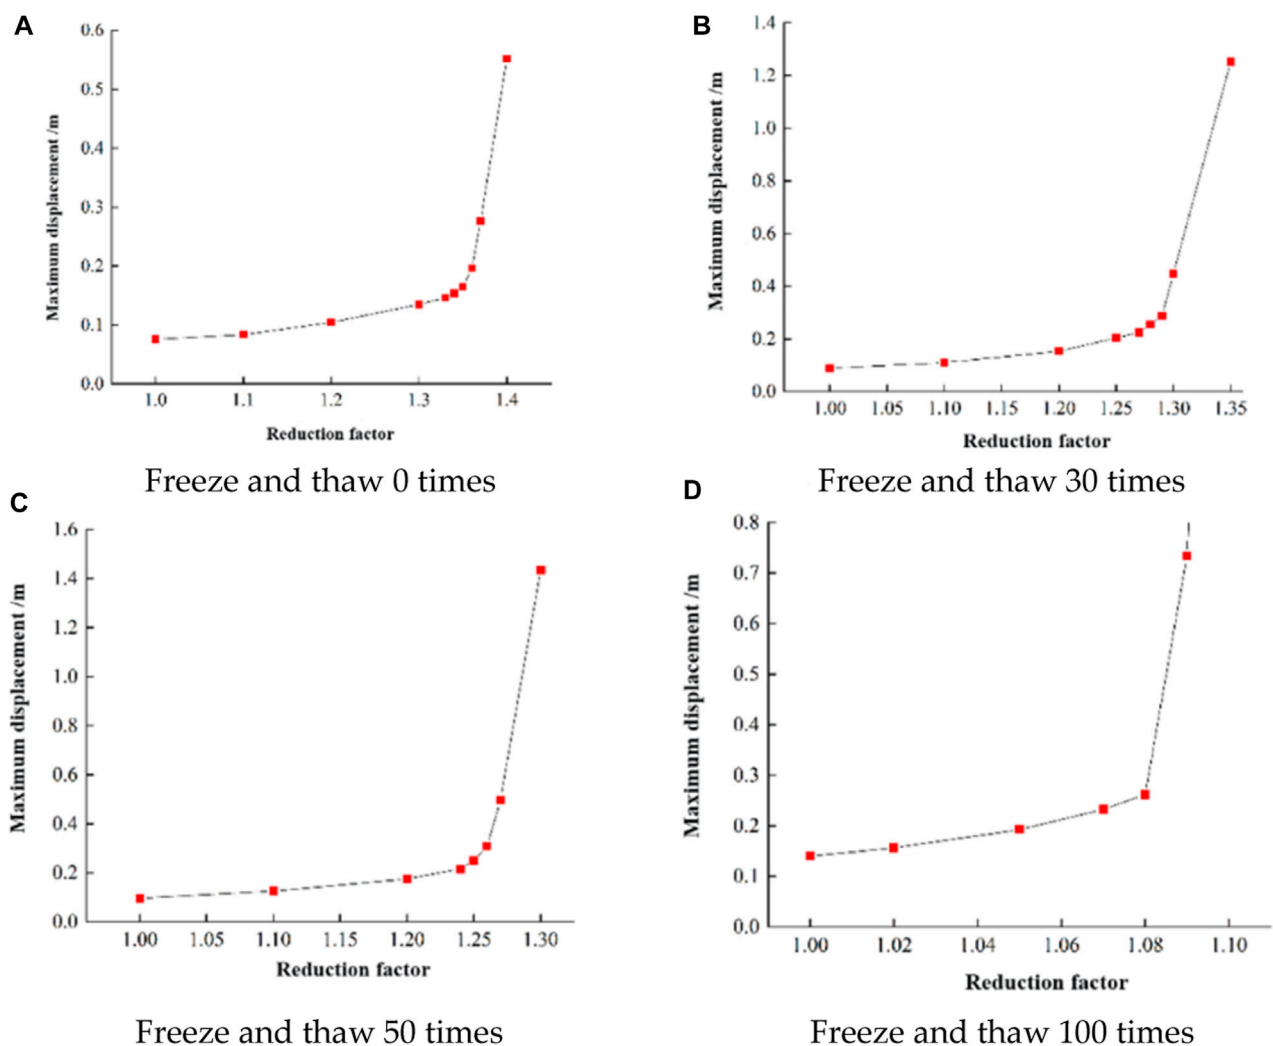 A
0.6
0.5
0.4
0.3
0.2
0.1
0.0
Maximum displacement /m
1.0 1.1 1.2 1.3 1.4
Reduction factor
Freeze and thaw 0 times
B
1.4
1.2
1.0
0.8
0.6
0.4
0.2
0.0
Maximum displacement /m
1.00 1.05 1.10 1.15 1.20 1.25 1.30 1.35
Reduction factor
Freeze and thaw 30 times
C
1.6
1.4
1.2
1.0
0.8
0.6
0.4
0.2
0.0
Maximum displacement /m
1.00 1.05 1.10 1.15 1.20 1.25 1.30
Reduction factor
Freeze and thaw 50 times
D
0.8
0.7
0.6
0.5
0.4
0.3
0.2
0.1
0.0
Maximum displacement /m
1.00 1.02 1.04 1.06 1.08 1.10
Reduction factor
Freeze and thaw 100 times